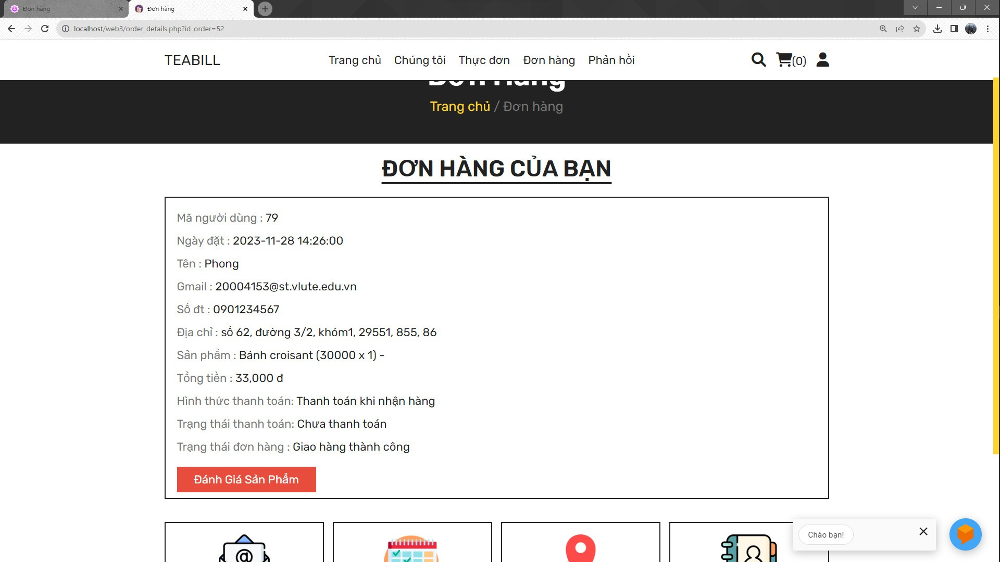 Đơn hàng
Đơn hàng
localhost/web3/order_details.php?id_order=52
TEABILL
Trang chủ
Chúng tôi
Thực đơn
Đơn hàng
Phản hồi
(0)
Đơn Hàng
Trang chủ / Đơn hàng
ĐƠN HÀNG CỦA BẠN
Mã người dùng : 79
Ngày đặt : 2023-11-28 14:26:00
Tên : Phong
Gmail : 20004153@st.vlute.edu.vn
Số đt : 0901234567
Địa chỉ : số 62, đường 3/2, khóm1, 29551, 855, 86
Sản phẩm : Bánh croisant (30000 x 1) -
Tổng tiền : 33,000 đ
Hình thức thanh toán: Thanh toán khi nhận hàng
Trạng thái thanh toán: Chưa thanh toán
Trạng thái đơn hàng : Giao hàng thành công
Đánh Giá Sản Phẩm
@
Chào bạn!